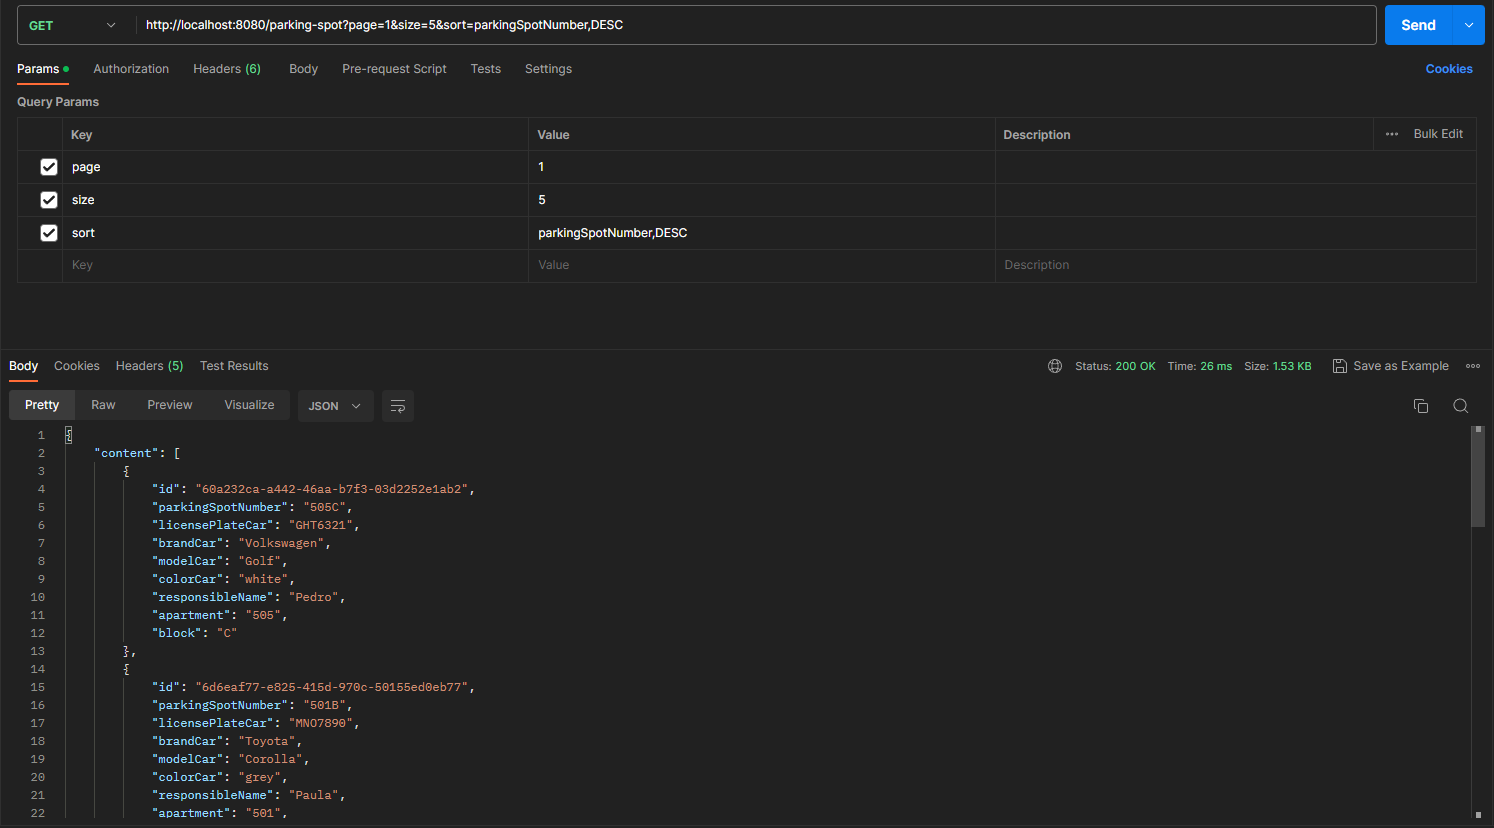 GET http://localhost:8080/parking-spot?page=1&size=5&sort=parkingSpotNumber,DESC Send
Params Authorization Headers (6) Body Pre-request Script Tests Settings Cookies
Query Params
Key Value Description Bulk Edit
page 1
size 5
sort parkingSpotNumber,DESC
Key Value Description
Body Cookies Headers (5) Test Results Status: 200 OK Time: 26 ms Size: 1.53 KB Save as Example
Pretty Raw Preview Visualize JSON
1 {
2 "content": [
3 {
4 "id": "60a232ca-a442-46aa-b7f3-03d2252e1ab2",
5 "parkingSpotNumber": "505C",
6 "licensePlateCar": "GHT6321",
7 "brandCar": "Volkswagen",
8 "modelCar": "Golf",
9 "colorCar": "white",
10 "responsibleName": "Pedro",
11 "apartment": "505",
12 "block": "C"
13 },
14 {
15 "id": "6d6eaf77-e825-415d-970c-50155ed0eb77",
16 "parkingSpotNumber": "501B",
17 "licensePlateCar": "MNO7890",
18 "brandCar": "Toyota",
19 "modelCar": "Corolla",
20 "colorCar": "grey",
21 "responsibleName": "Paula",
22 "apartment": "501",